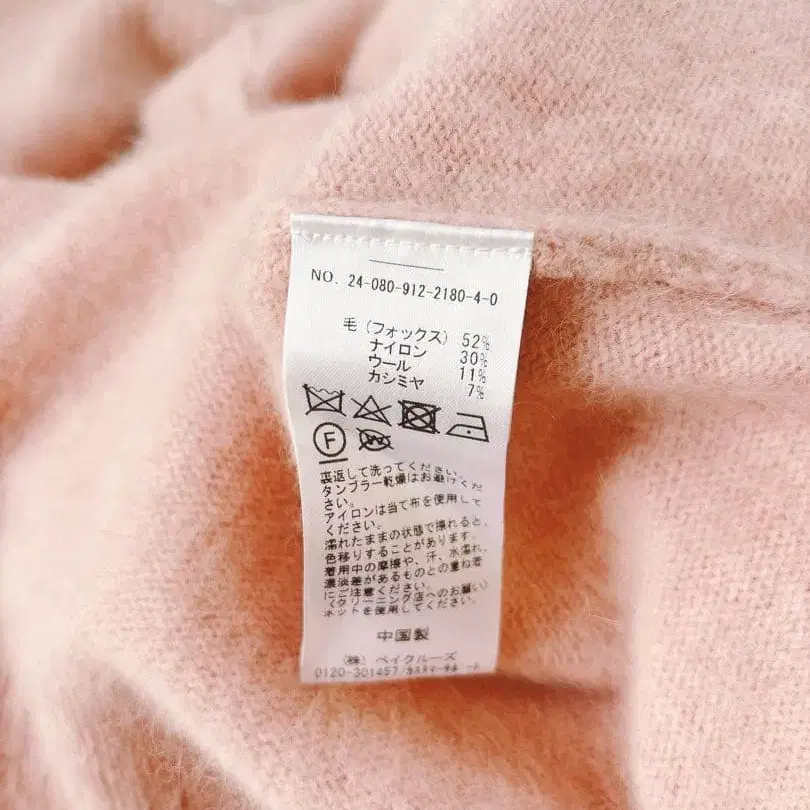 NO. 24-080-912-2180-4-0
毛（フォックス） 52%
ナイロン 30%
ウール 11%
カシミヤ 7%
F
W
裏返して洗ってください。
タンブラー乾燥はお避けくだ
さい。
アイロンは当て布を使用して
ください。
濡れたままの状態で擦れると、
色移りすることがあります。
着用中の摩擦や、汗、水濡れ、
濃淡差があるものとの重ね着
にご注意ください。
〈クリーニング店へのお願い〉
ネットを使用してください。
中国製
（株） ベイクルーズ
0120-301457